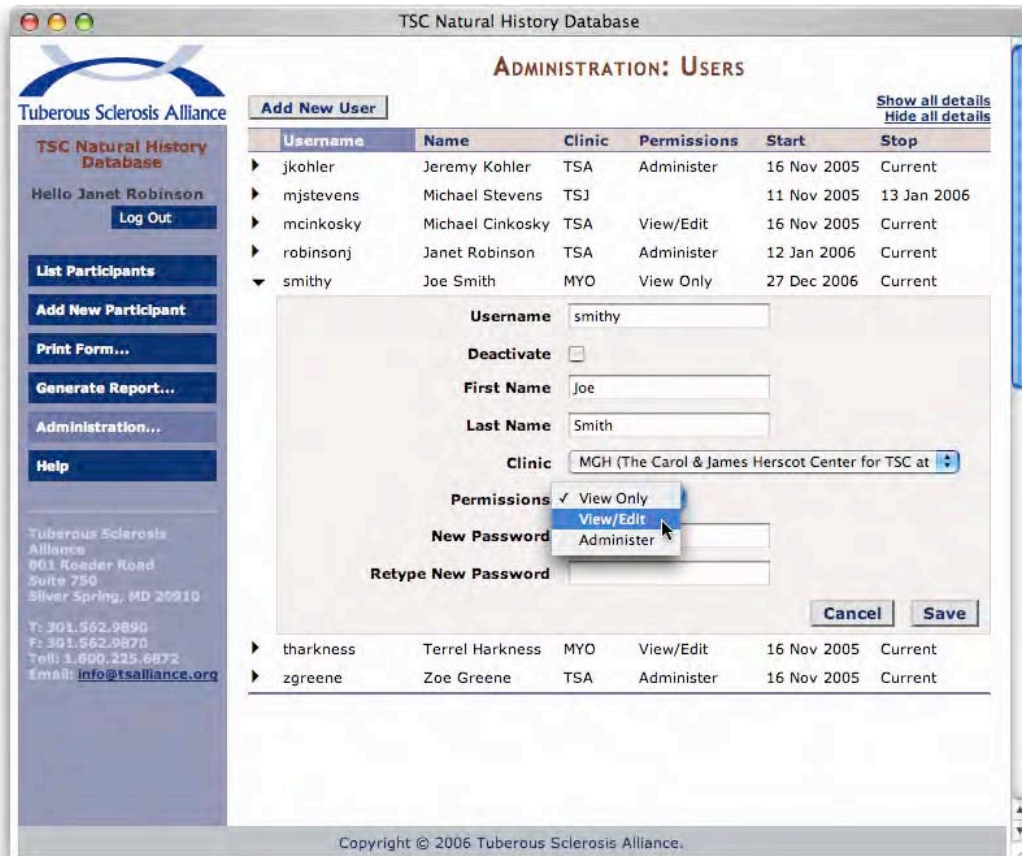 TSC Natural History Database
Tuberous Sclerosis Alliance
TSC Natural History
Database
Hello Janet Robinson
Log Out
List Participants
Add New Participant
Print Form...
Generate Report...
Administration...
Help
Tuberous Sclerosis
Alliance
801 Roeder Road
Suite 750
Silver Spring, MD 20910
T: 301.562.9890
F: 301.562.9870
Toll: 1.800.225.6872
Email: info@tsalliance.org
ADMINISTRATION: USERS
Add New User
Show all details
Hide all details
Username Name Clinic Permissions Start Stop
jkohler Jeremy Kohler TSA Administer 16 Nov 2005 Current
mjstevens Michael Stevens TSJ 11 Nov 2005 13 Jan 2006
mcinkosky Michael Cinkosky TSA View/Edit 16 Nov 2005 Current
robinsonj Janet Robinson TSA Administer 12 Jan 2006 Current
smithy Joe Smith MYO View Only 27 Dec 2006 Current
Username smithy
Deactivate
First Name Joe
Last Name Smith
Clinic MGH (The Carol & James Herscot Center for TSC at
Permissions ✓ View Only
View/Edit
New Password
Administer
Retype New Password
Cancel Save
tharkness Terrel Harkness MYO View/Edit 16 Nov 2005 Current
zgreene Zoe Greene TSA Administer 16 Nov 2005 Current
Copyright © 2006 Tuberous Sclerosis Alliance.